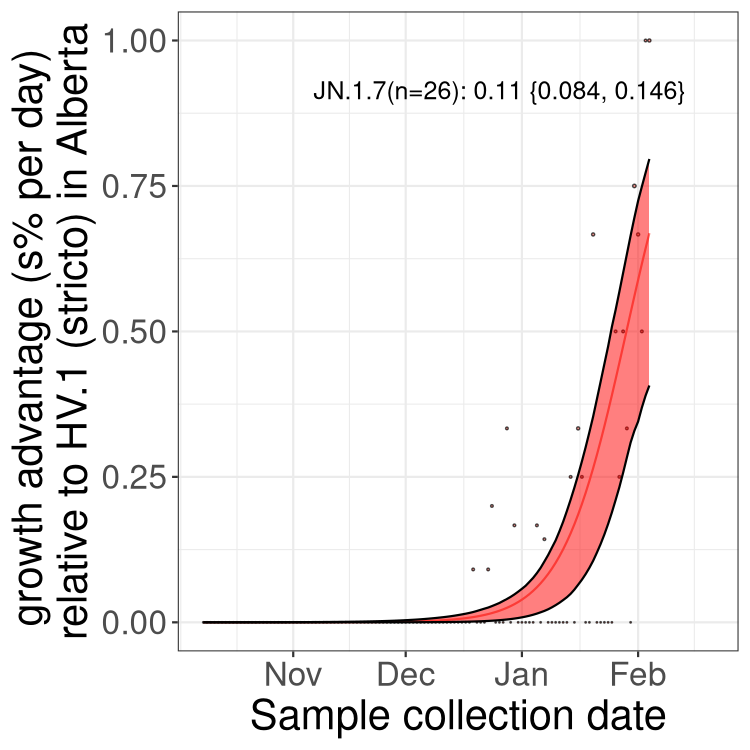 growth advantage (s% per day)
relative to HV.1 (stricto) in Alberta
1.00
0.75
0.50
0.25
0.00
JN.1.7(n=26): 0.11 {0.084, 0.146}
Nov Dec Jan Feb
Sample collection date